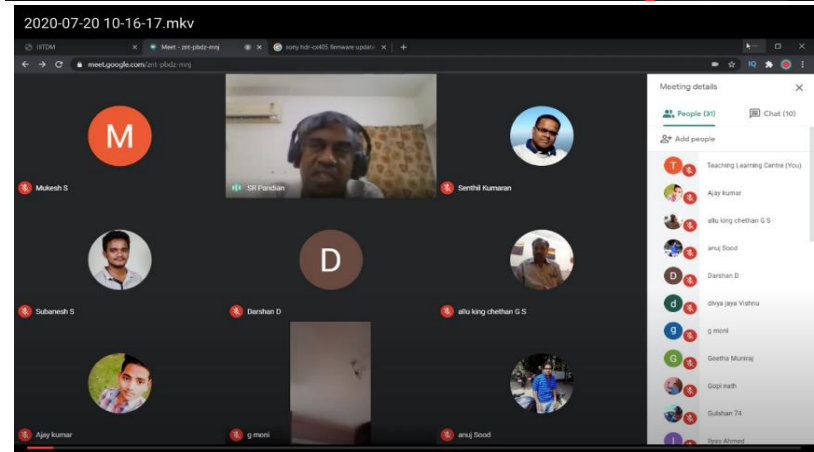 2020-07-20 10-16-17.mkv
IIITDM
Meet - znt-pbdz-mnj
sony hdr-cx405 firmware update
meet.google.com/znt-pbdz-mnj
Meeting details
People (31)
Chat (10)
Add people
M
Mukesh S
SR Pandian
Senthil Kumaran
Subanesh S
D
Darshan D
allu king chethan G S
Ajay kumar
g moni
anuj Sood
T
Teaching Learning Centre (You)
Ajay kumar
allu king chethan G S
anuj Sood
D
Darshan D
d
divya jaya Vishnu
g
g moni
G
Geetha Muniraj
Gopi nath
Gulshan 74
I
Ilyas Ahmed